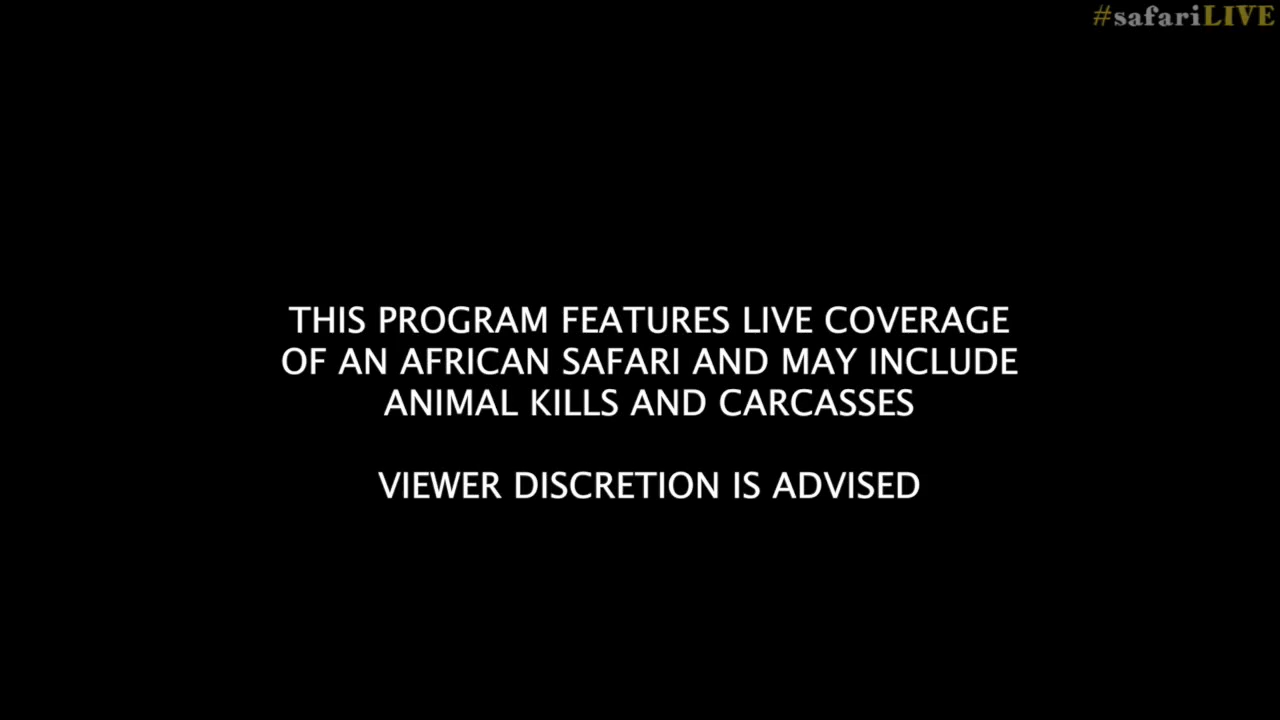 #safariLIVE
THIS PROGRAM FEATURES LIVE COVERAGE
OF AN AFRICAN SAFARI AND MAY INCLUDE
ANIMAL KILLS AND CARCASSES
VIEWER DISCRETION IS ADVISED